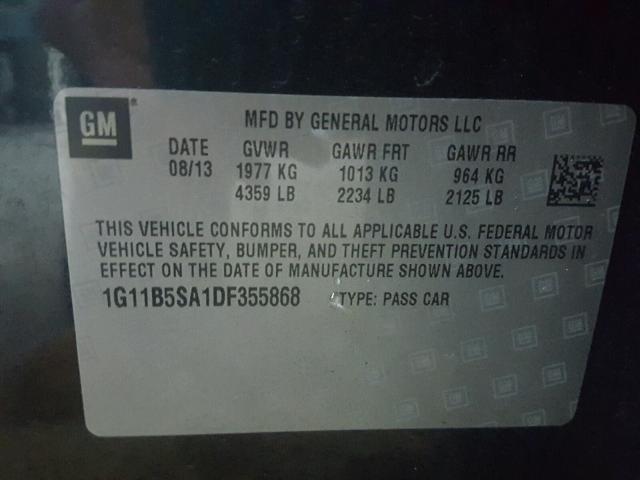 GM
MFD BY GENERAL MOTORS LLC
DATE GVWR GAWR FRT GAWR RR
08/13 1977 KG 1013 KG 964 KG
4359 LB 2234 LB 2125 LB
THIS VEHICLE CONFORMS TO ALL APPLICABLE U.S. FEDERAL MOTOR
VEHICLE SAFETY, BUMPER, AND THEFT PREVENTION STANDARDS IN
EFFECT ON THE DATE OF MANUFACTURE SHOWN ABOVE.
1G11B5SA1DF355868 TYPE: PASS CAR